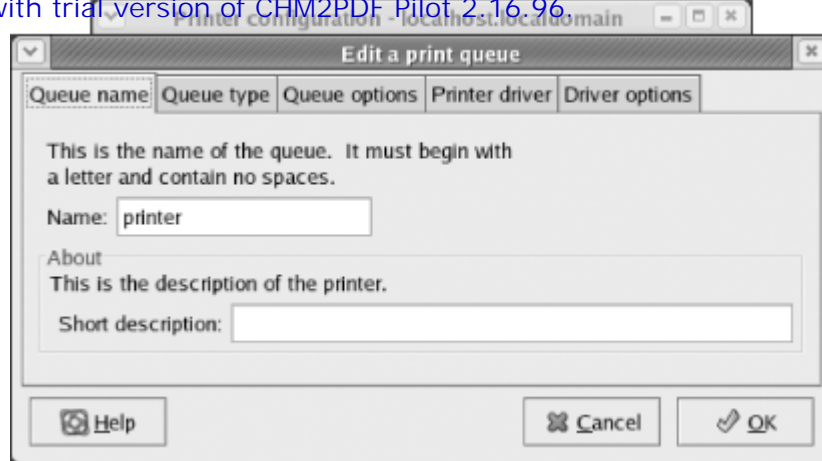 with trial version of CHM2PDF Pilot 2.16.96.
Printer configuration - localhost.localdomain
Edit a print queue
Queue name Queue type Queue options Printer driver Driver options
This is the name of the queue. It must begin with
a letter and contain no spaces.
Name: printer
About
This is the description of the printer.
Short description:
Help Cancel OK